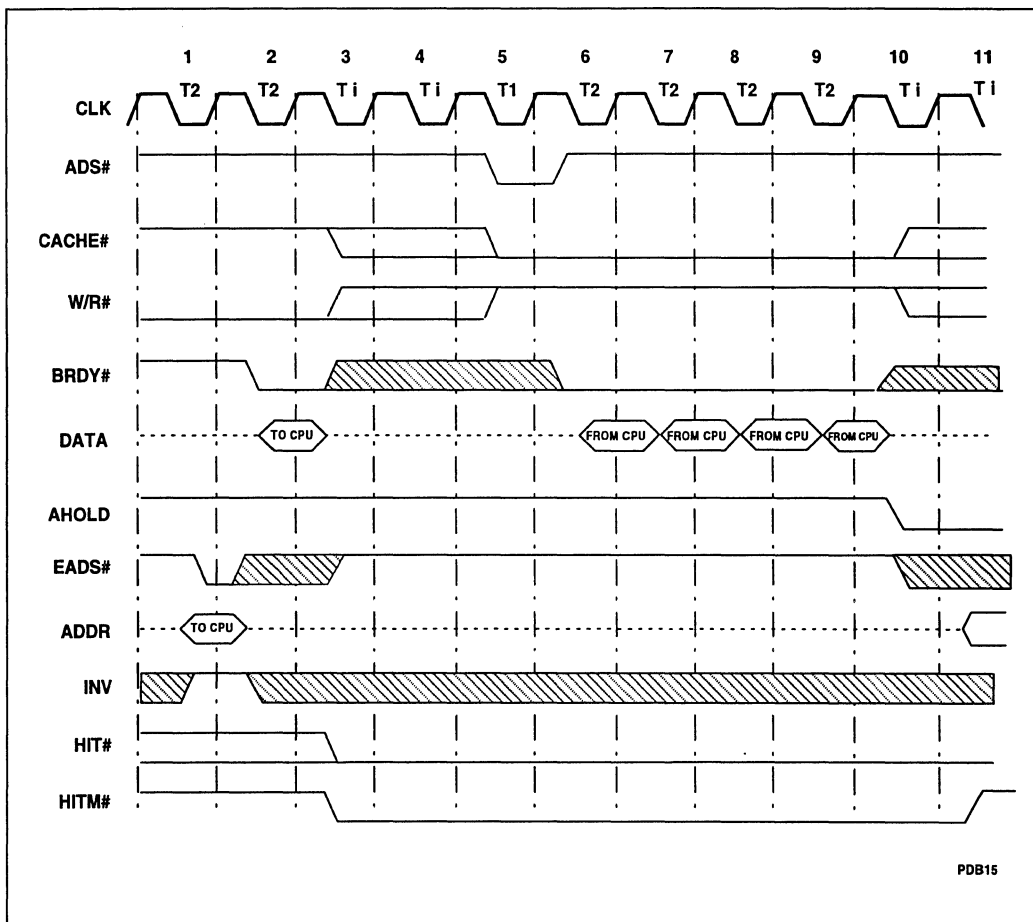 1 2 3 4 5 6 7 8 9 10 11
T2 T2 Ti Ti T1 T2 T2 T2 T2 Ti Ti
CLK
ADS#
CACHE#
W/R#
BRDY#
DATA TO CPU FROM CPU FROM CPU FROM CPU FROM CPU
AHOLD
EADS#
ADDR TO CPU
INV
HIT#
HITM#
PDB15